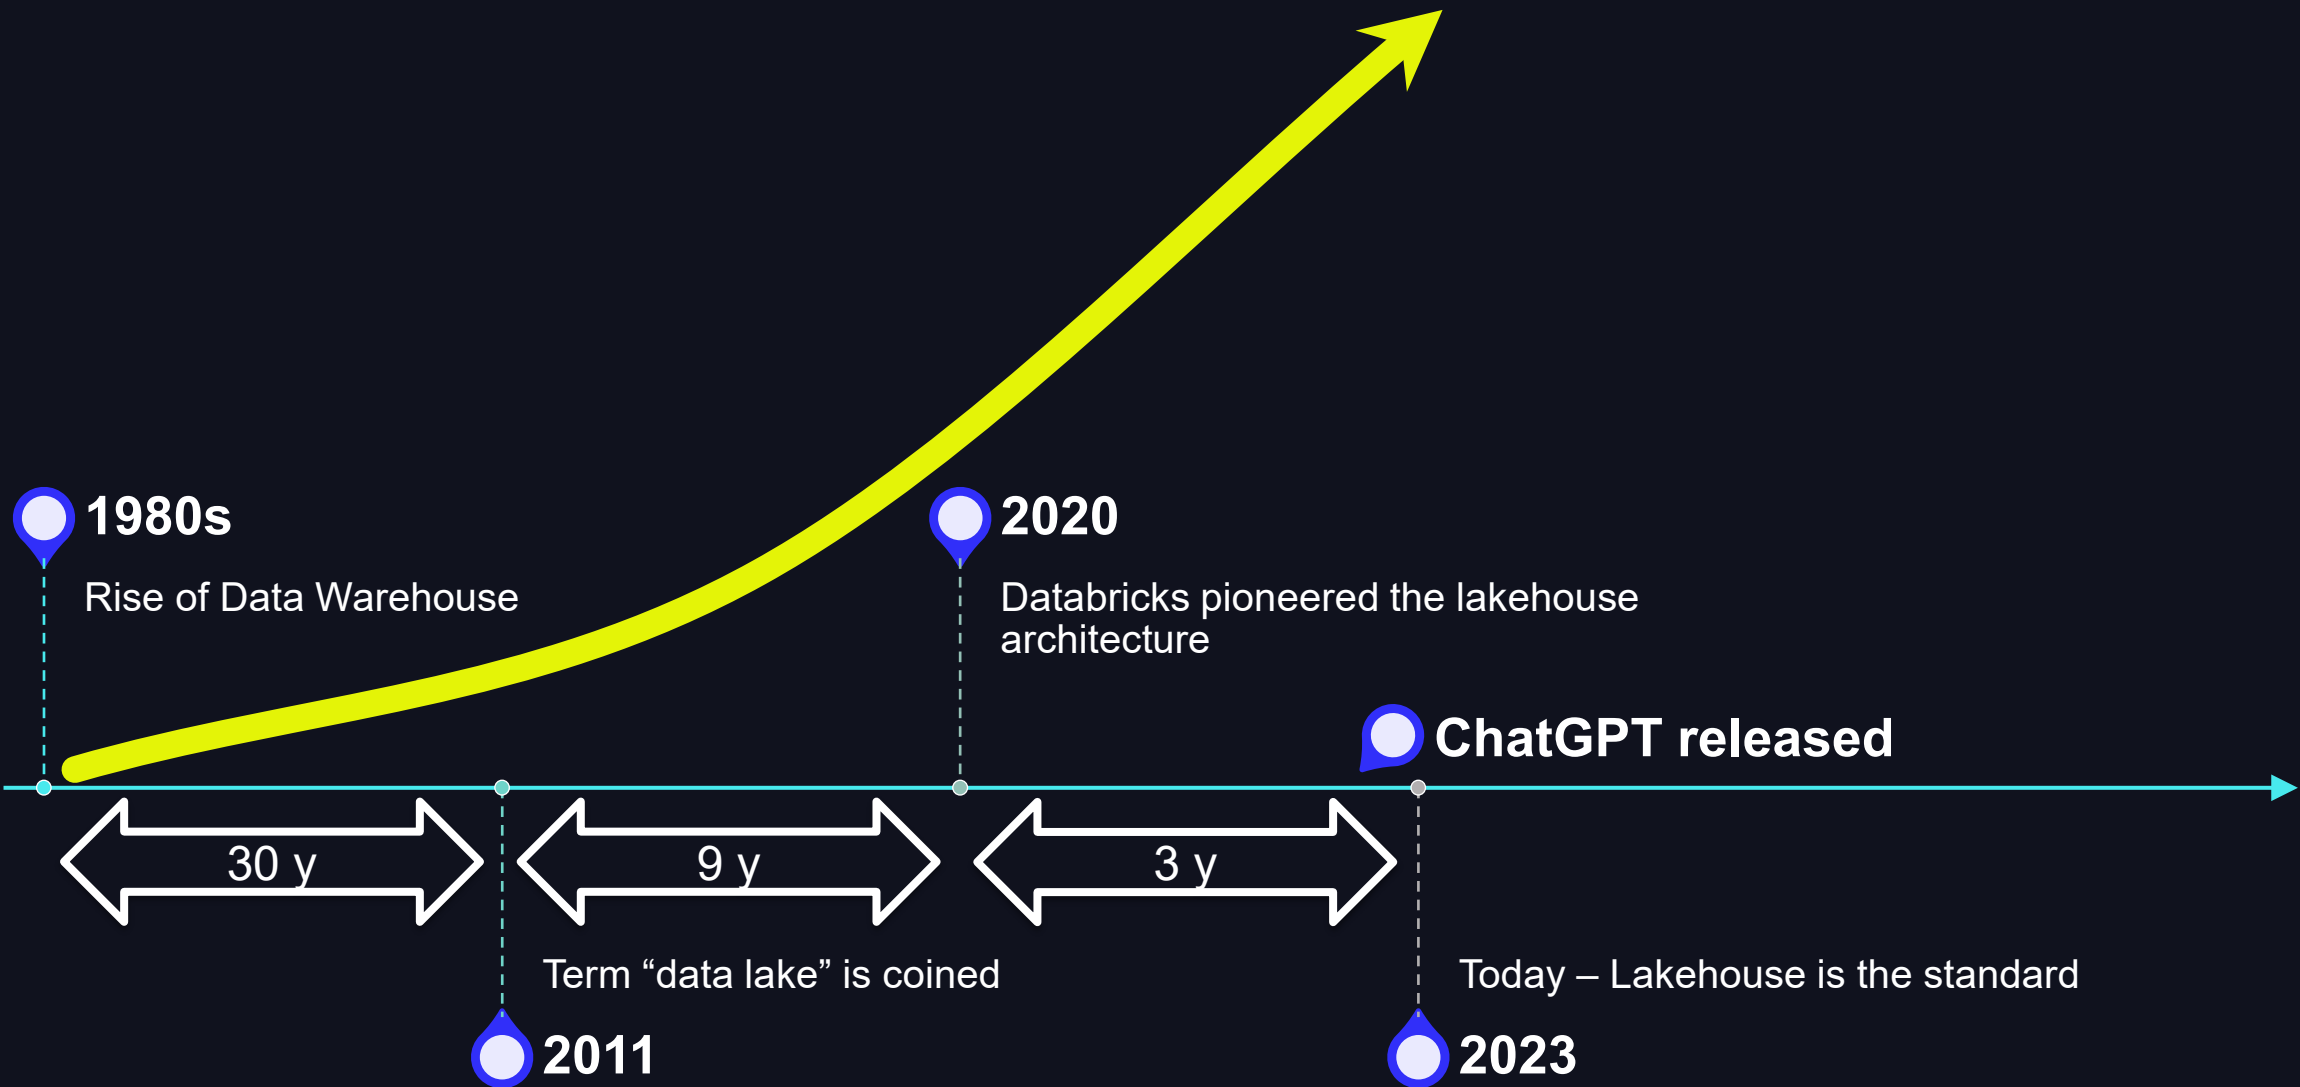 1980s
Rise of Data Warehouse
2020
Databricks pioneered the lakehouse
architecture
ChatGPT released
30 y
9 y
3 y
Term “data lake” is coined
2011
Today – Lakehouse is the standard
2023